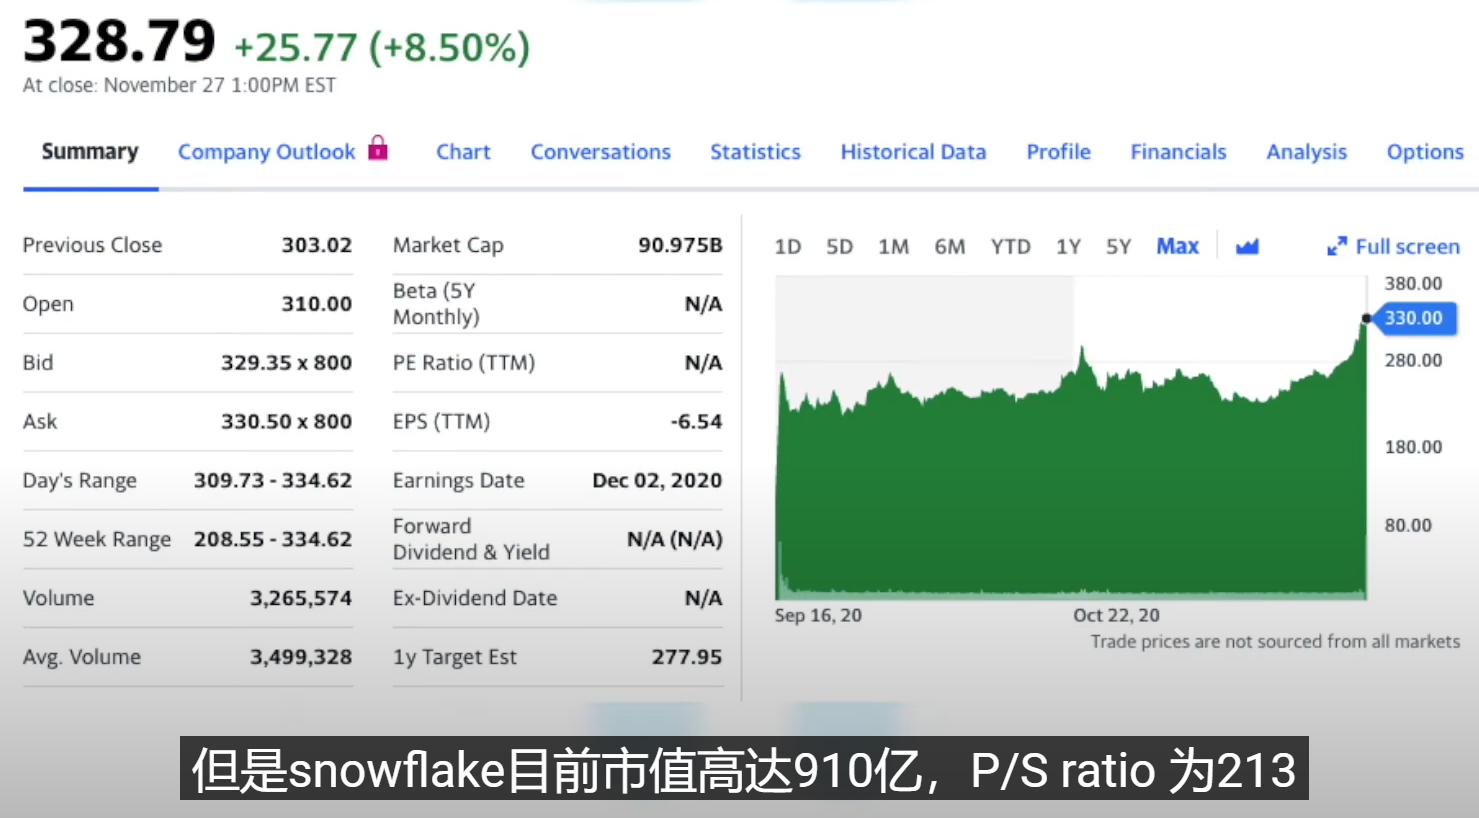 328.79 +25.77 (+8.50%)
At close: November 27 1:00PM EST
Summary Company Outlook Chart Conversations Statistics Historical Data Profile Financials Analysis Options
Previous Close 303.02
Open 310.00
Bid 329.35 x 800
Ask 330.50 x 800
Day's Range 309.73 - 334.62
52 Week Range 208.55 - 334.62
Volume 3,265,574
Avg. Volume 3,499,328
Market Cap 90.975B
Beta (5Y
Monthly) N/A
PE Ratio (TTM) N/A
EPS (TTM) -6.54
Earnings Date Dec 02, 2020
Forward
Dividend & Yield N/A (N/A)
Ex-Dividend Date N/A
1y Target Est 277.95
1D 5D 1M 6M YTD 1Y 5Y Max Full screen
380.00
330.00
280.00
180.00
80.00
Sep 16, 20 Oct 22, 20
Trade prices are not sourced from all markets
但是snowflake目前市值高达910亿，P/S ratio 为213